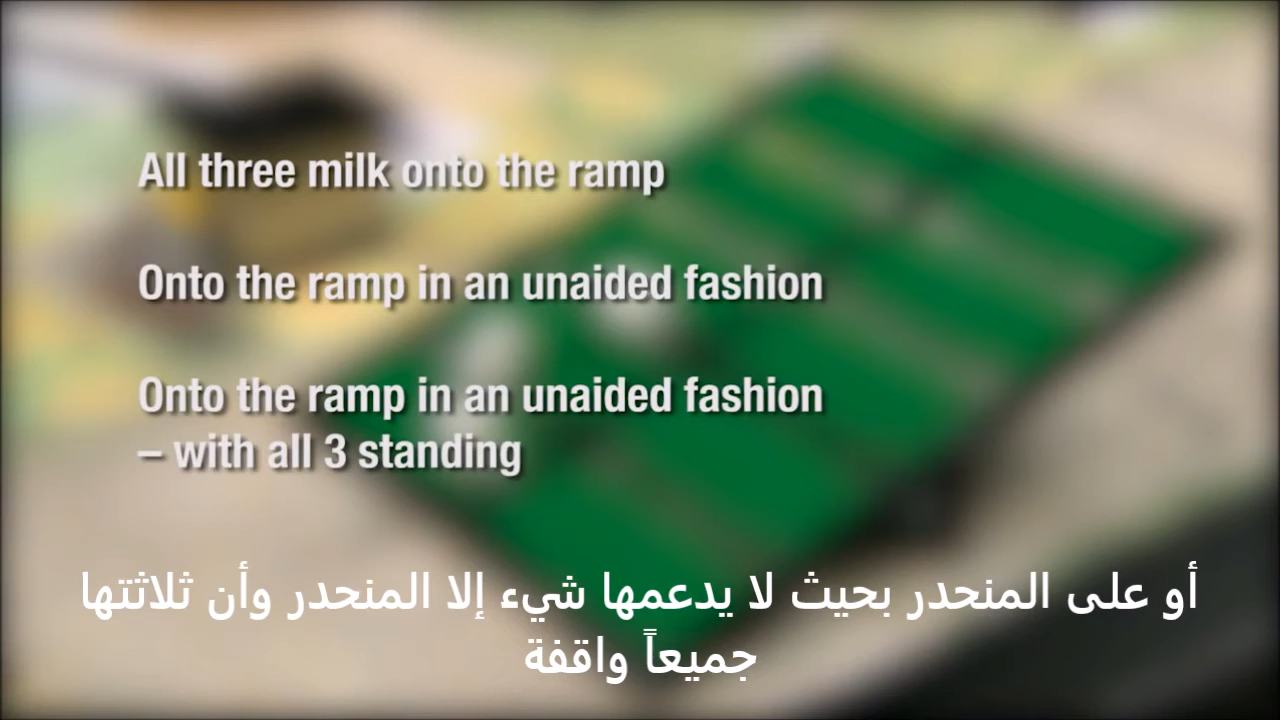 All three milk onto the ramp
Onto the ramp in an unaided fashion
Onto the ramp in an unaided fashion
– with all 3 standing
أو على المنحدر بحيث لا يدعمها شيء إلا المنحدر وأن ثلاثتها
جميعاً واقفة